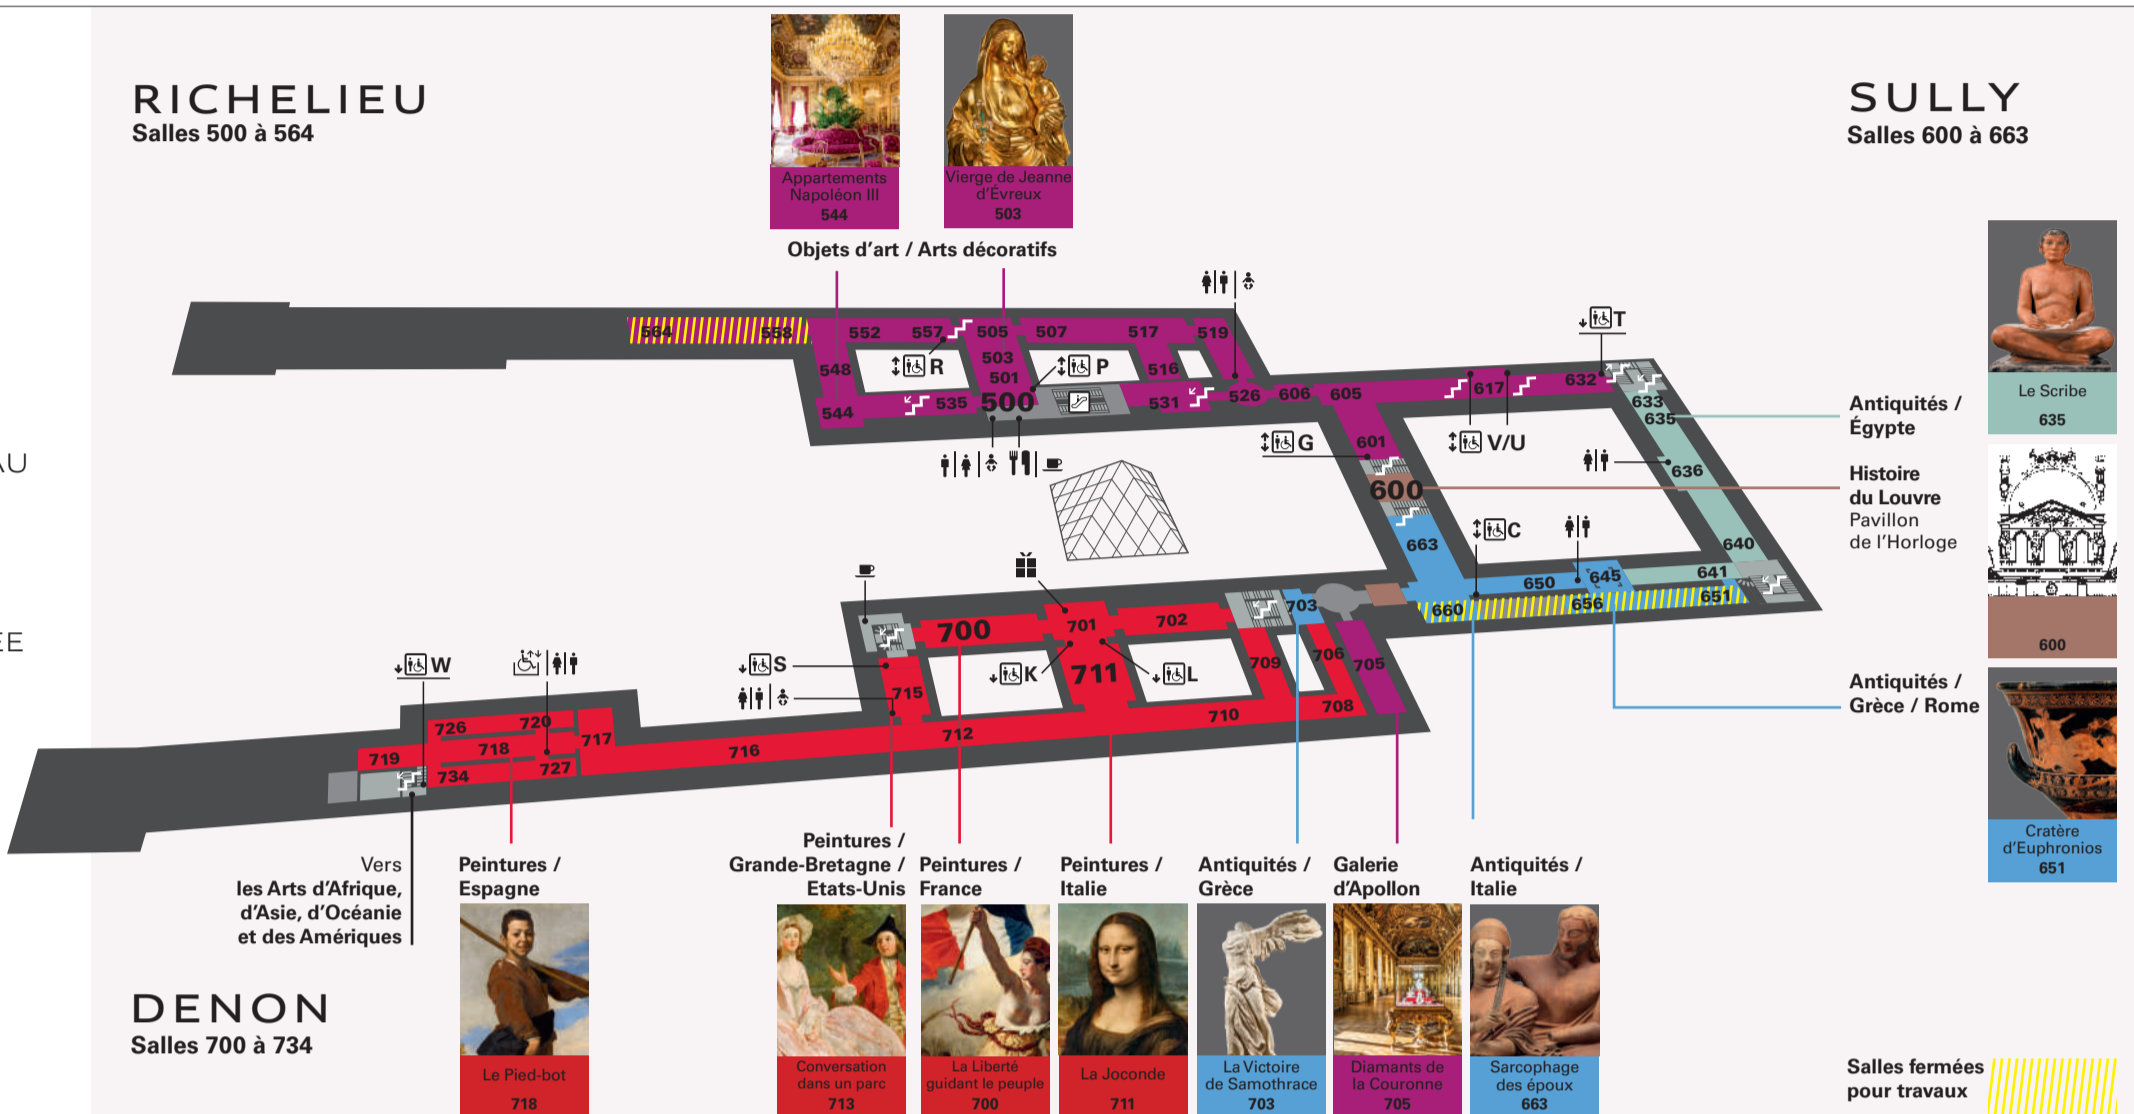 RICHELIEU
Salles 500 à 564
SULLY
Salles 600 à 663
Appartements
Napoléon III
544
Vierge de Jeanne
d'Évreux
503
Objets d'art / Arts décoratifs
564
558
552
557
505
507
517
519
548
503
501
516
R
P
544
535
500
531
526
606
605
617
632
T
633
635
601
G
V/U
636
600
663
C
640
650
645
641
660
656
651
Le Scribe
635
Antiquités /
Égypte
Histoire
du Louvre
Pavillon
de l'Horloge
600
Antiquités /
Grèce / Rome
Cratère
d'Euphronios
651
AU
ÉE
700
701
702
703
S
K
711
L
709
706
705
715
708
710
712
716
W
726
720
717
719
718
734
727
Vers
les Arts d'Afrique,
d'Asie, d'Océanie
et des Amériques
Peintures /
Espagne
Peintures /
Grande-Bretagne /
Etats-Unis
Peintures /
France
Peintures /
Italie
Antiquités /
Grèce
Galerie
d'Apollon
Antiquités /
Italie
DENON
Salles 700 à 734
Le Pied-bot
718
Conversation
dans un parc
713
La Liberté
guidant le peuple
700
La Joconde
711
La Victoire
de Samothrace
703
Diamants de
la Couronne
705
Sarcophage
des époux
663
Salles fermées
pour travaux